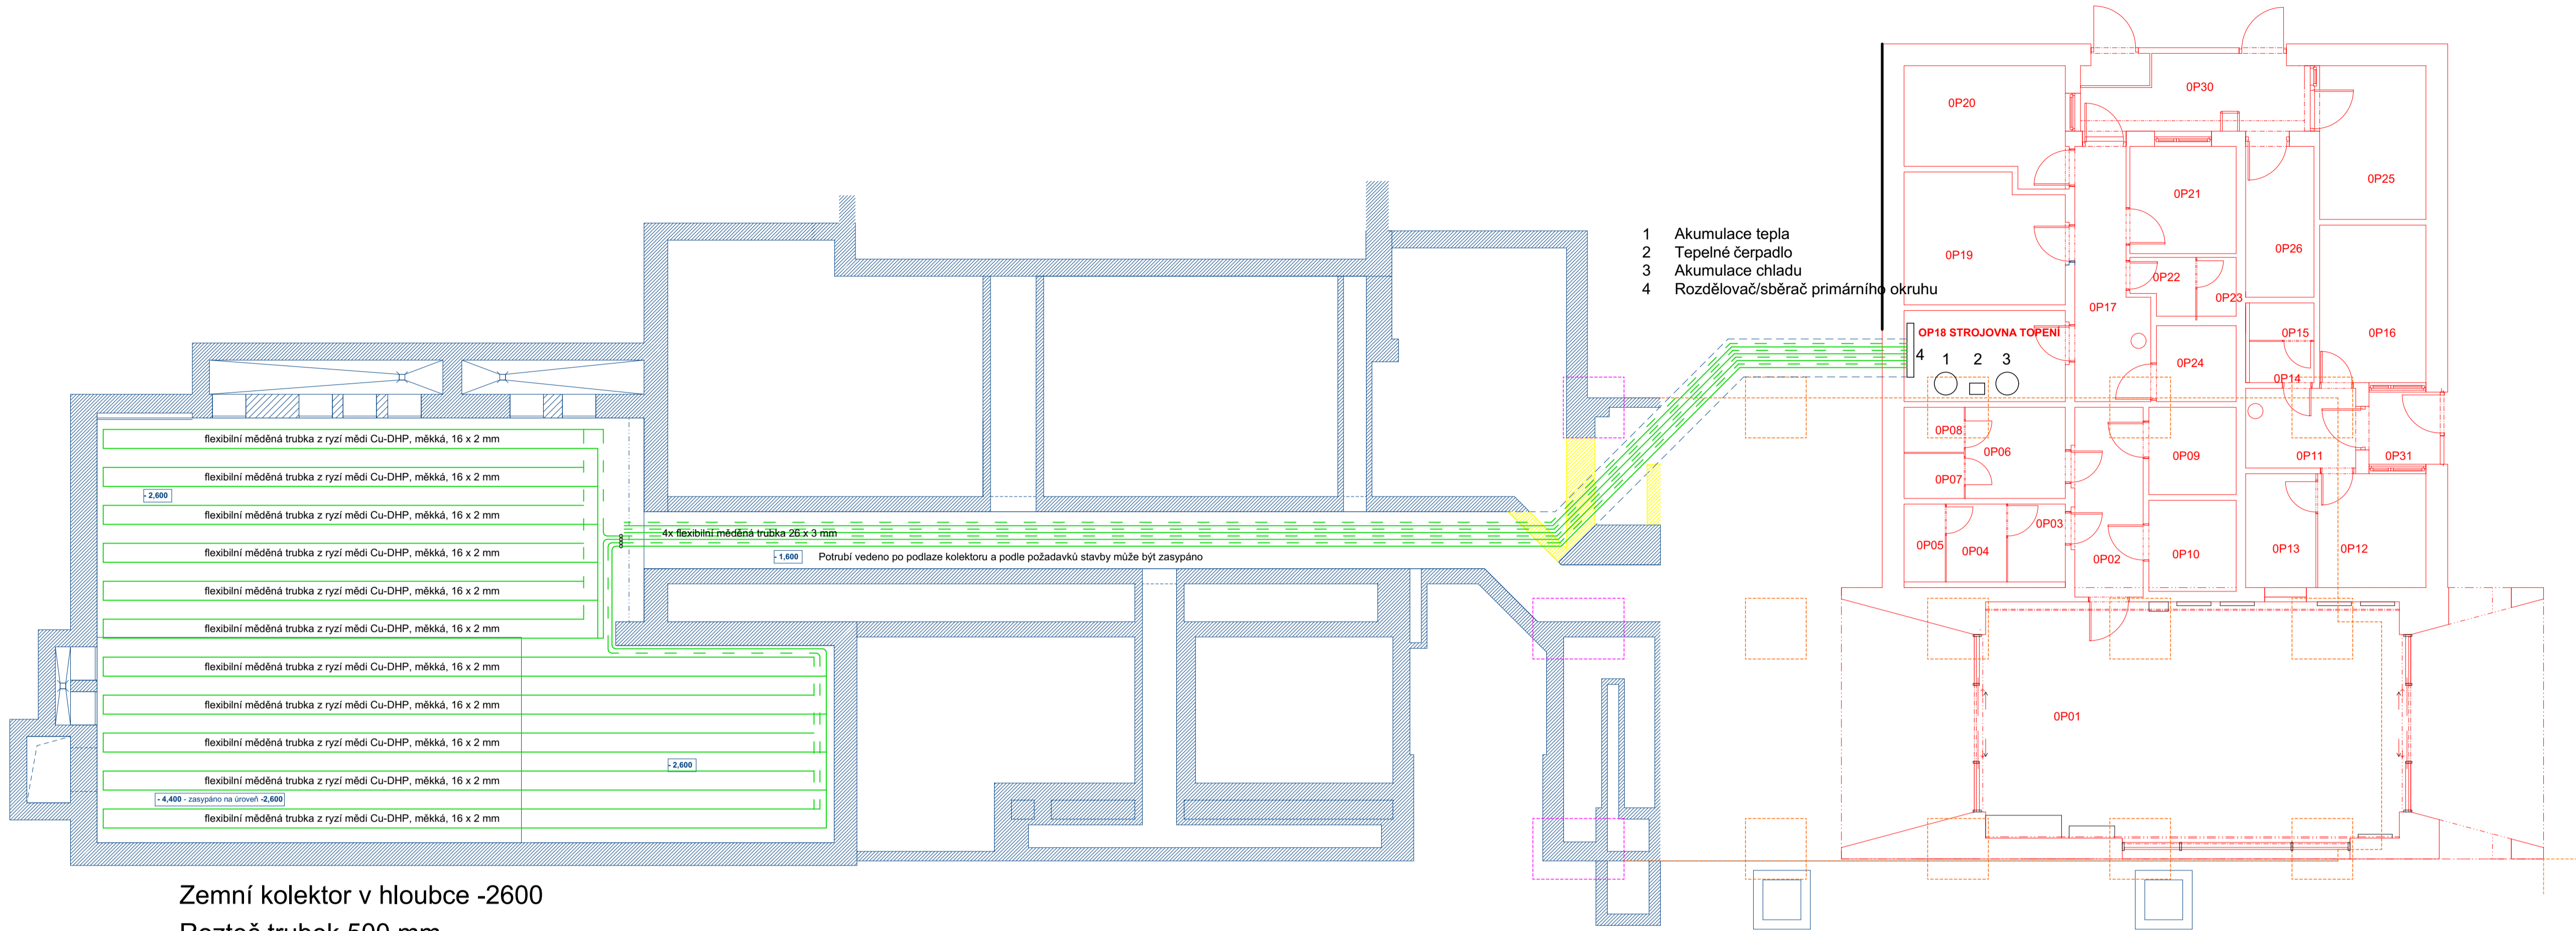 0P30
0P20
0P25
0P21
1 Akumulace tepla
2 Tepelné čerpadlo
3 Akumulace chladu
4 Rozdělovač/sběrač primárního okruhu
0P26
0P19
0P22
0P23
0P17
OP18 STROJOVNA TOPENÍ
0P15
0P16
4 1 2 3
0P24
0P14
flexibilní měděná trubka z ryzí mědi Cu-DHP, měkká, 16 x 2 mm
0P08
0P06
0P09
0P11
0P31
flexibilní měděná trubka z ryzí mědi Cu-DHP, měkká, 16 x 2 mm
0P07
- 2,600
flexibilní měděná trubka z ryzí mědi Cu-DHP, měkká, 16 x 2 mm
4x flexibilní měděná trubka 26 x 3 mm
0P03
0P05
0P04
0P02
0P10
0P13
0P12
flexibilní měděná trubka z ryzí mědi Cu-DHP, měkká, 16 x 2 mm
- 1,600
Potrubí vedeno po podlaze kolektoru a podle požadavků stavby může být zasypáno
flexibilní měděná trubka z ryzí mědi Cu-DHP, měkká, 16 x 2 mm
flexibilní měděná trubka z ryzí mědi Cu-DHP, měkká, 16 x 2 mm
flexibilní měděná trubka z ryzí mědi Cu-DHP, měkká, 16 x 2 mm
flexibilní měděná trubka z ryzí mědi Cu-DHP, měkká, 16 x 2 mm
0P01
flexibilní měděná trubka z ryzí mědi Cu-DHP, měkká, 16 x 2 mm
- 2,600
flexibilní měděná trubka z ryzí mědi Cu-DHP, měkká, 16 x 2 mm
- 4,400 - zasypáno na úroveň -2,600
flexibilní měděná trubka z ryzí mědi Cu-DHP, měkká, 16 x 2 mm
Zemní kolektor v hloubce -2600
Rozteč trubek 500 mm